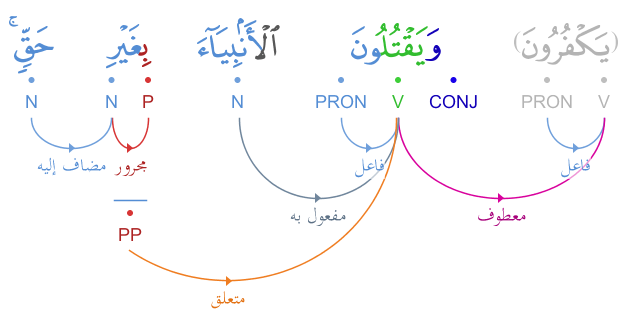 (يَكْفُرُونَ) وَيَقْتُلُونَ ٱلْأَنۢبِيَآءَ بِغَيْرِ حَقٍّۚ
V PRON CONJ V PRON N P N N
فاعل فاعل مجرور مضاف إليه
معطوف مفعول به
PP
متعلق